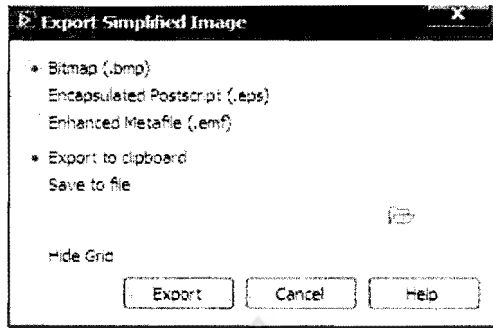 Export Simplified Image
Bitmap (.bmp)
Encapsulated Postscript (.eps)
Enhanced Metafile (.emf)
Export to clipboard
Save to file
Hide Grid
Export Cancel Help